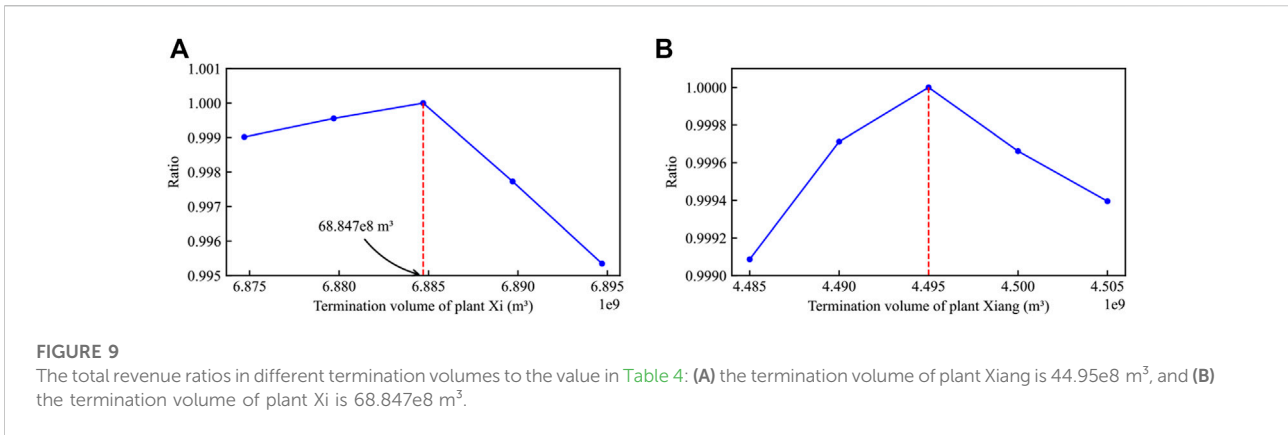 A
1.001
1.000
0.999
0.998
0.997
0.996
0.995
Ratio
68.847e8 m³
6.875 6.880 6.885 6.890 6.895
Termination volume of plant Xi (m³) 1e9
B
1.0000
0.9998
0.9996
0.9994
0.9992
0.9990
Ratio
4.485 4.490 4.495 4.500 4.505
Termination volume of plant Xiang (m³) 1e9
FIGURE 9
The total revenue ratios in different termination volumes to the value in Table 4: (A) the termination volume of plant Xiang is 44.95e8 m³, and (B)
the termination volume of plant Xi is 68.847e8 m³.